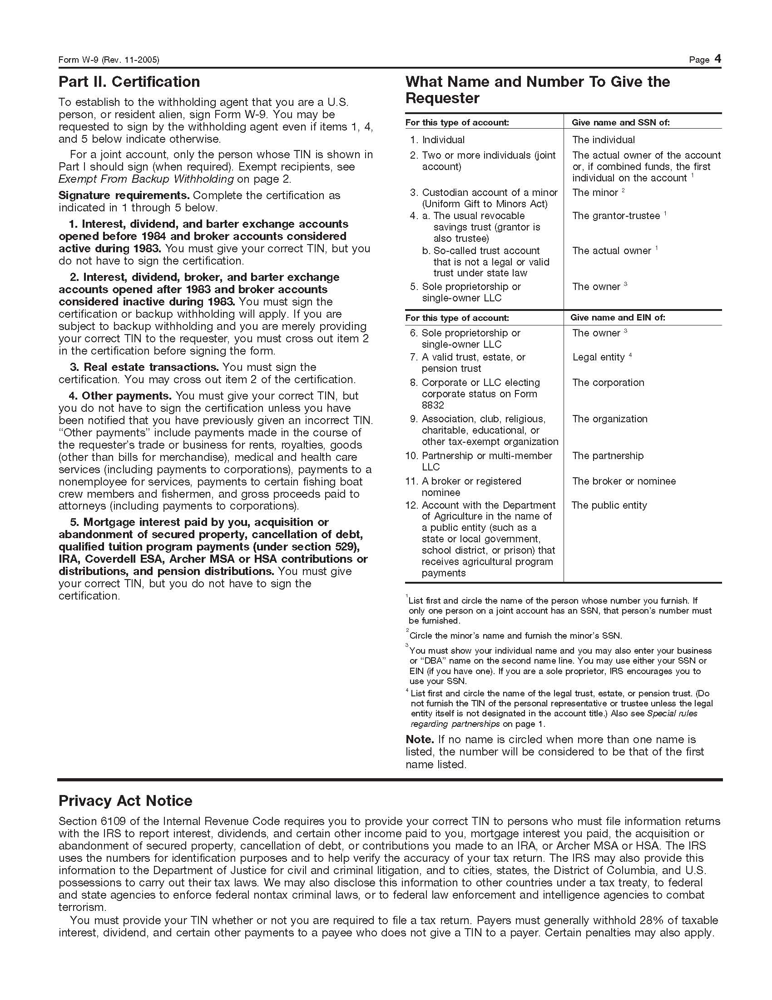 Form W-9 (Rev. 11-2005)
Page 4
Part II. Certification
To establish to the withholding agent that you are a U.S.
person, or resident alien, sign Form W-9. You may be
requested to sign by the withholding agent even if items 1, 4,
and 5 below indicate otherwise.
For a joint account, only the person whose TIN is shown in
Part I should sign (when required). Exempt recipients, see
Exempt From Backup Withholding on page 2.
Signature requirements. Complete the certification as
indicated in 1 through 5 below.
1. Interest, dividend, and barter exchange accounts
opened before 1984 and broker accounts considered
active during 1983. You must give your correct TIN, but you
do not have to sign the certification.
2. Interest, dividend, broker, and barter exchange
accounts opened after 1983 and broker accounts
considered inactive during 1983. You must sign the
certification or backup withholding will apply. If you are
subject to backup withholding and you are merely providing
your correct TIN to the requester, you must cross out item 2
in the certification before signing the form.
3. Real estate transactions. You must sign the
certification. You may cross out item 2 of the certification.
4. Other payments. You must give your correct TIN, but
you do not have to sign the certification unless you have
been notified that you have previously given an incorrect TIN.
“Other payments” include payments made in the course of
the requester’s trade or business for rents, royalties, goods
(other than bills for merchandise), medical and health care
services (including payments to corporations), payments to a
nonemployee for services, payments to certain fishing boat
crew members and fishermen, and gross proceeds paid to
attorneys (including payments to corporations).
5. Mortgage interest paid by you, acquisition or
abandonment of secured property, cancellation of debt,
qualified tuition program payments (under section 529),
IRA, Coverdell ESA, Archer MSA or HSA contributions or
distributions, and pension distributions. You must give
your correct TIN, but you do not have to sign the
certification.
What Name and Number To Give the
Requester
For this type of account: Give name and SSN of:
1. Individual The individual
2. Two or more individuals (joint The actual owner of the account
account) or, if combined funds, the first
individual on the account 1
3. Custodian account of a minor The minor 2
(Uniform Gift to Minors Act)
4. a. The usual revocable The grantor-trustee 1
savings trust (grantor is
also trustee)
b. So-called trust account The actual owner 1
that is not a legal or valid
trust under state law
5. Sole proprietorship or The owner 3
single-owner LLC
For this type of account: Give name and EIN of:
6. Sole proprietorship or The owner 3
single-owner LLC
7. A valid trust, estate, or Legal entity 4
pension trust
8. Corporate or LLC electing The corporation
corporate status on Form
8832
9. Association, club, religious, The organization
charitable, educational, or
other tax-exempt organization
10. Partnership or multi-member The partnership
LLC
11. A broker or registered The broker or nominee
nominee
12. Account with the Department The public entity
of Agriculture in the name of
a public entity (such as a
state or local government,
school district, or prison) that
receives agricultural program
payments
1 List first and circle the name of the person whose number you furnish. If
only one person on a joint account has an SSN, that person’s number must
be furnished.
2 Circle the minor’s name and furnish the minor’s SSN.
3 You must show your individual name and you may also enter your business
or “DBA” name on the second name line. You may use either your SSN or
EIN (if you have one). If you are a sole proprietor, IRS encourages you to
use your SSN.
4 List first and circle the name of the legal trust, estate, or pension trust. (Do
not furnish the TIN of the personal representative or trustee unless the legal
entity itself is not designated in the account title.) Also see Special rules
regarding partnerships on page 1.
Note. If no name is circled when more than one name is
listed, the number will be considered to be that of the first
name listed.
Privacy Act Notice
Section 6109 of the Internal Revenue Code requires you to provide your correct TIN to persons who must file information returns
with the IRS to report interest, dividends, and certain other income paid to you, mortgage interest you paid, the acquisition or
abandonment of secured property, cancellation of debt, or contributions you made to an IRA, or Archer MSA or HSA. The IRS
uses the numbers for identification purposes and to help verify the accuracy of your tax return. The IRS may also provide this
information to the Department of Justice for civil and criminal litigation, and to cities, states, the District of Columbia, and U.S.
possessions to carry out their tax laws. We may also disclose this information to other countries under a tax treaty, to federal
and state agencies to enforce federal nontax criminal laws, or to federal law enforcement and intelligence agencies to combat
terrorism.
You must provide your TIN whether or not you are required to file a tax return. Payers must generally withhold 28% of taxable
interest, dividend, and certain other payments to a payee who does not give a TIN to a payer. Certain penalties may also apply.